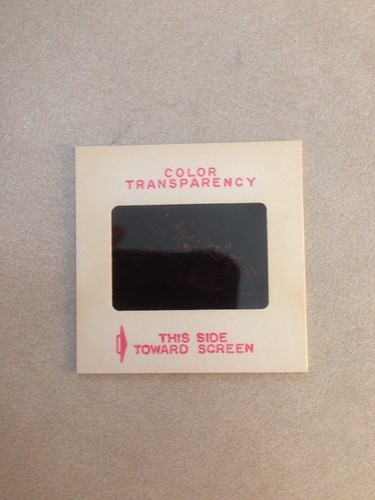 COLOR
TRANSPARENCY
THIS SIDE
TOWARD SCREEN